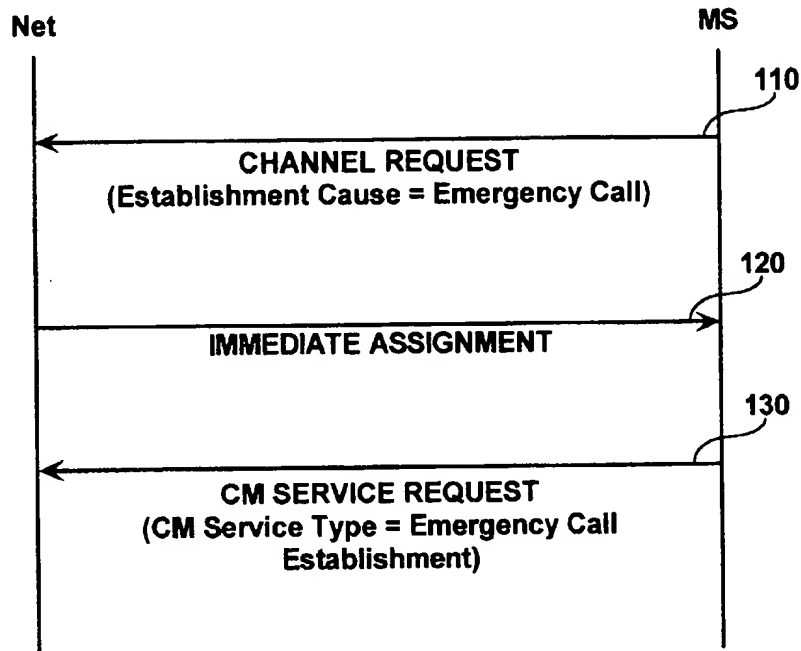 Net
MS
110
CHANNEL REQUEST
(Establishment Cause = Emergency Call)
120
IMMEDIATE ASSIGNMENT
130
CM SERVICE REQUEST
(CM Service Type = Emergency Call
Establishment)